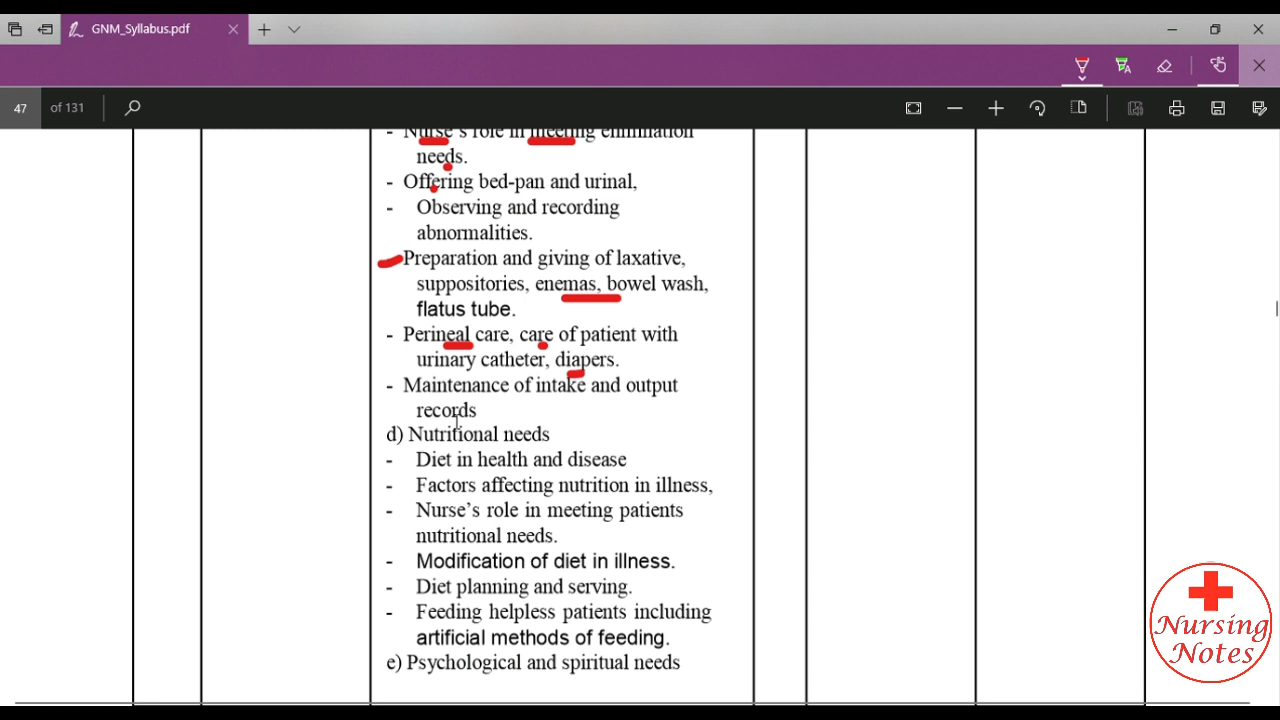 GNM_Syllabus.pdf
47 of 131
- Nurse's role in meeting elimination
needs.
- Offering bed-pan and urinal,
- Observing and recording
abnormalities.
Preparation and giving of laxative,
suppositories, enemas, bowel wash,
flatus tube.
- Perineal care, care of patient with
urinary catheter, diapers.
- Maintenance of intake and output
records
d) Nutritional needs
- Diet in health and disease
- Factors affecting nutrition in illness,
- Nurse's role in meeting patients
nutritional needs.
- Modification of diet in illness.
- Diet planning and serving.
- Feeding helpless patients including
artificial methods of feeding.
e) Psychological and spiritual needs
Nursing
Notes